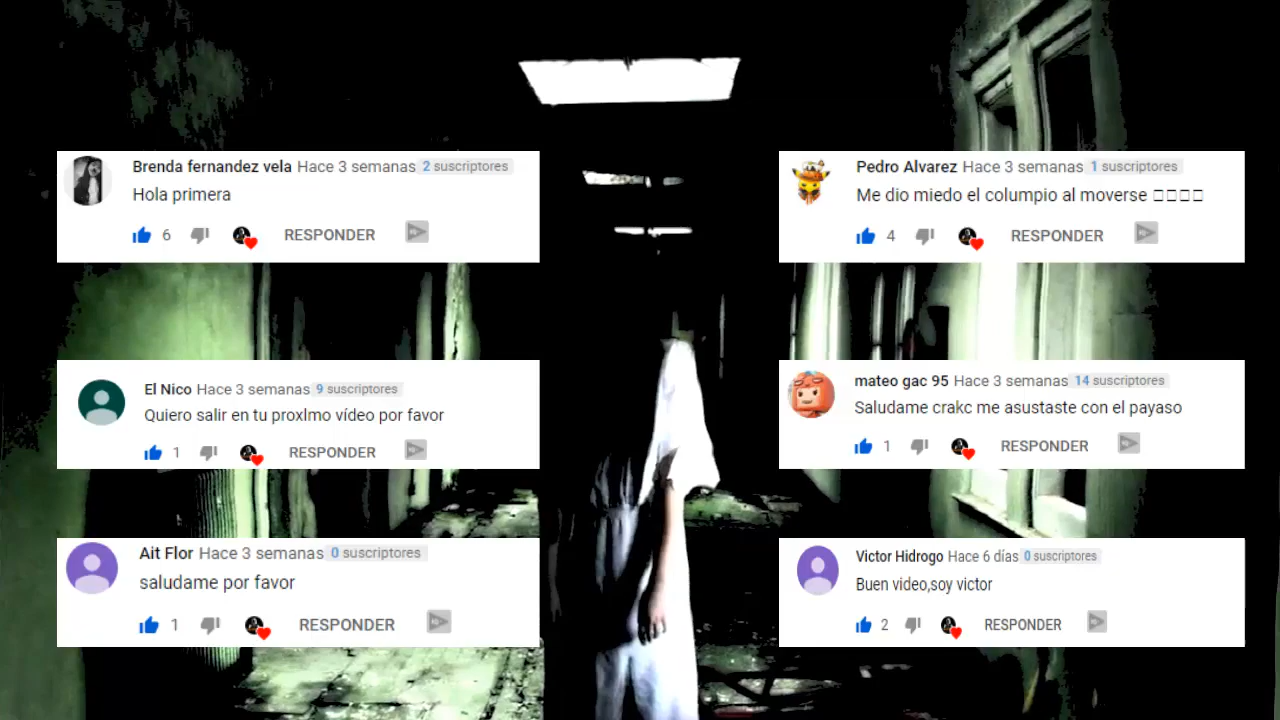 Brenda fernandez vela Hace 3 semanas 2 suscriptores
Hola primera
6 RESPONDER
Pedro Alvarez Hace 3 semanas 1 suscriptores
Me dio miedo el columpio al moverse □□□□
4 RESPONDER
El Nico Hace 3 semanas 9 suscriptores
Quiero salir en tu proxImo vídeo por favor
1 RESPONDER
mateo gac 95 Hace 3 semanas 14 suscriptores
Saludame crakc me asustaste con el payaso
1 RESPONDER
Ait Flor Hace 3 semanas 0 suscriptores
saludame por favor
1 RESPONDER
Victor Hidrogo Hace 6 días 0 suscriptores
Buen video,soy victor
2 RESPONDER